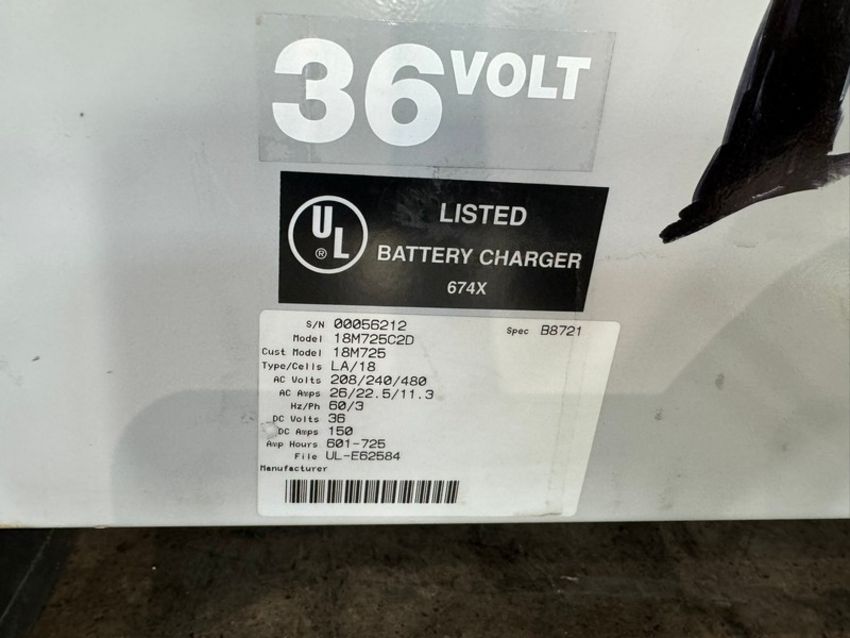 36 VOLT
UL ®
LISTED
BATTERY CHARGER
674X
S/N 00056212 Spec B8721
Model 18M725C2D
Cust Model 18M725
Type/Cells LA/18
AC Volts 208/240/480
AC Amps 26/22.5/11.3
Hz/Ph 60/3
DC Volts 36
DC Amps 150
Amp Hours 601-725
File UL-E62584
Manufacturer